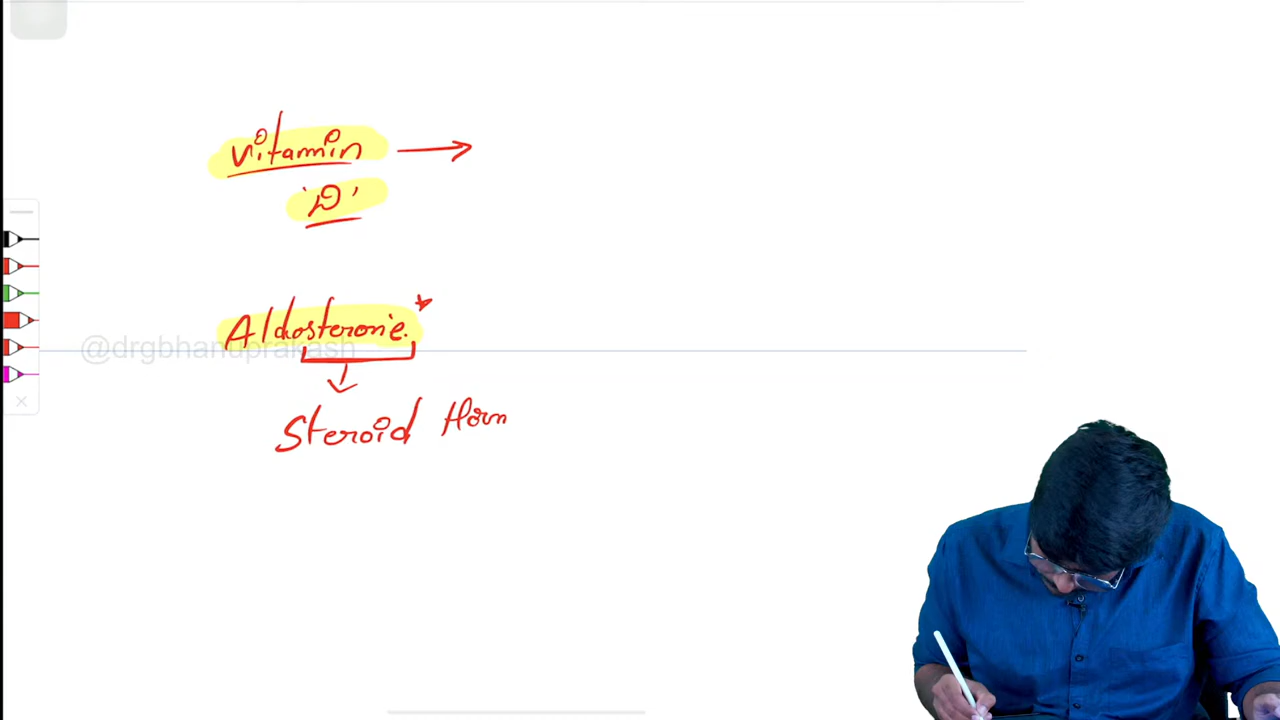 Vitamin
'D'
Aldosterone.
@drgbhanuprakash
Steroid Horm